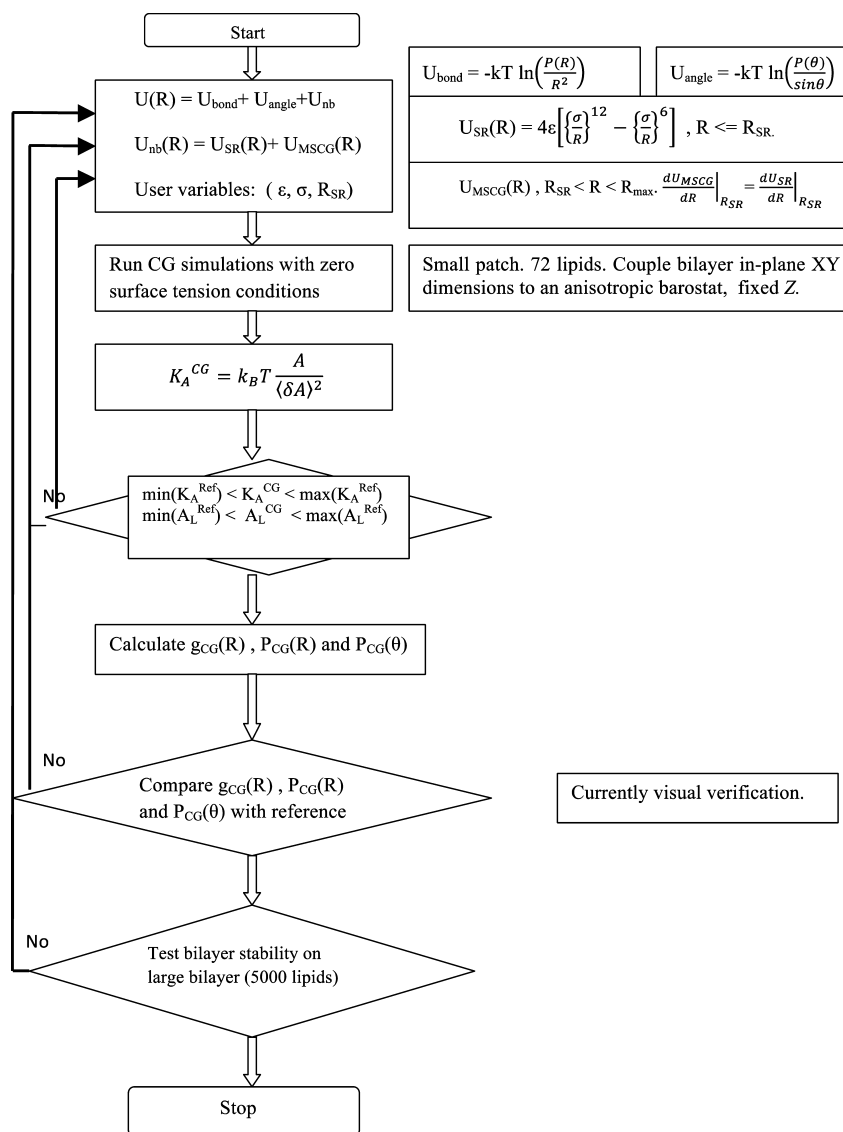 Start
U(R) = U_bond+ U_angle+U_nb
U_nb(R) = U_SR(R)+ U_MSCG(R)
User variables: ( ε, σ, R_SR)
U_bond = -kT ln(P(R)/R²)
U_angle = -kT ln(P(θ)/sinθ)
U_SR(R) = 4ε[{σ/R}^12 − {σ/R}^6] , R <= R_SR.
U_MSCG(R) , R_SR < R < R_max. dU_MSCG/dR|_R_SR = dU_SR/dR|_R_SR
Run CG simulations with zero
surface tension conditions
Small patch. 72 lipids. Couple bilayer in-plane XY
dimensions to an anisotropic barostat, fixed Z.
K_A^CG = k_B T A/⟨δA⟩²
No
min(K_A^Ref) < K_A^CG < max(K_A^Ref)
min(A_L^Ref) < A_L^CG < max(A_L^Ref)
Calculate g_CG(R) , P_CG(R) and P_CG(θ)
No
Compare g_CG(R) , P_CG(R)
and P_CG(θ) with reference
Currently visual verification.
No
Test bilayer stability on
large bilayer (5000 lipids)
Stop